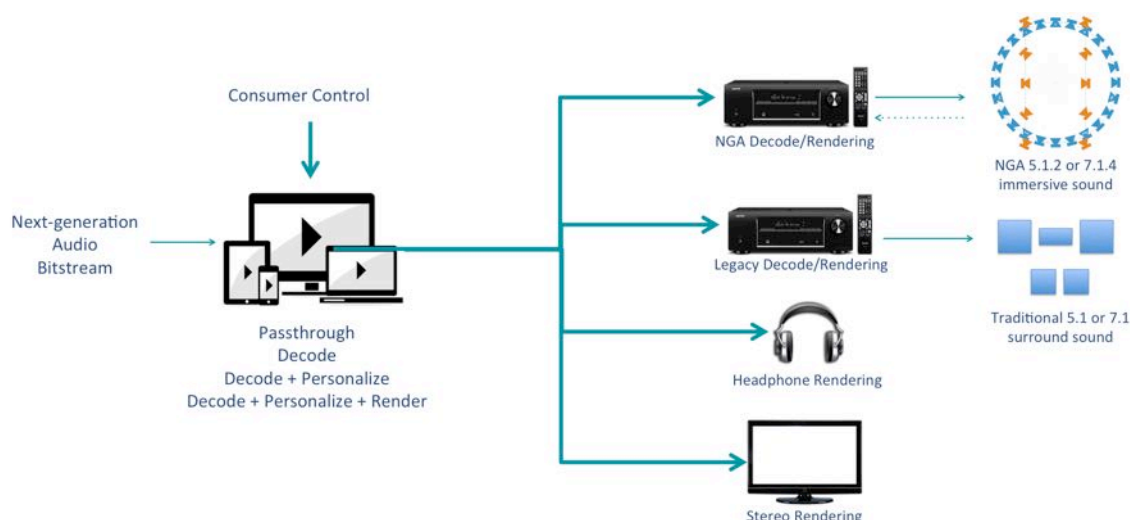 Consumer Control
Next-generation
Audio
Bitstream
Passthrough
Decode
Decode + Personalize
Decode + Personalize + Render
NGA Decode/Rendering
Legacy Decode/Rendering
Headphone Rendering
Stereo Rendering
NGA 5.1.2 or 7.1.4
immersive sound
Traditional 5.1 or 7.1
surround sound